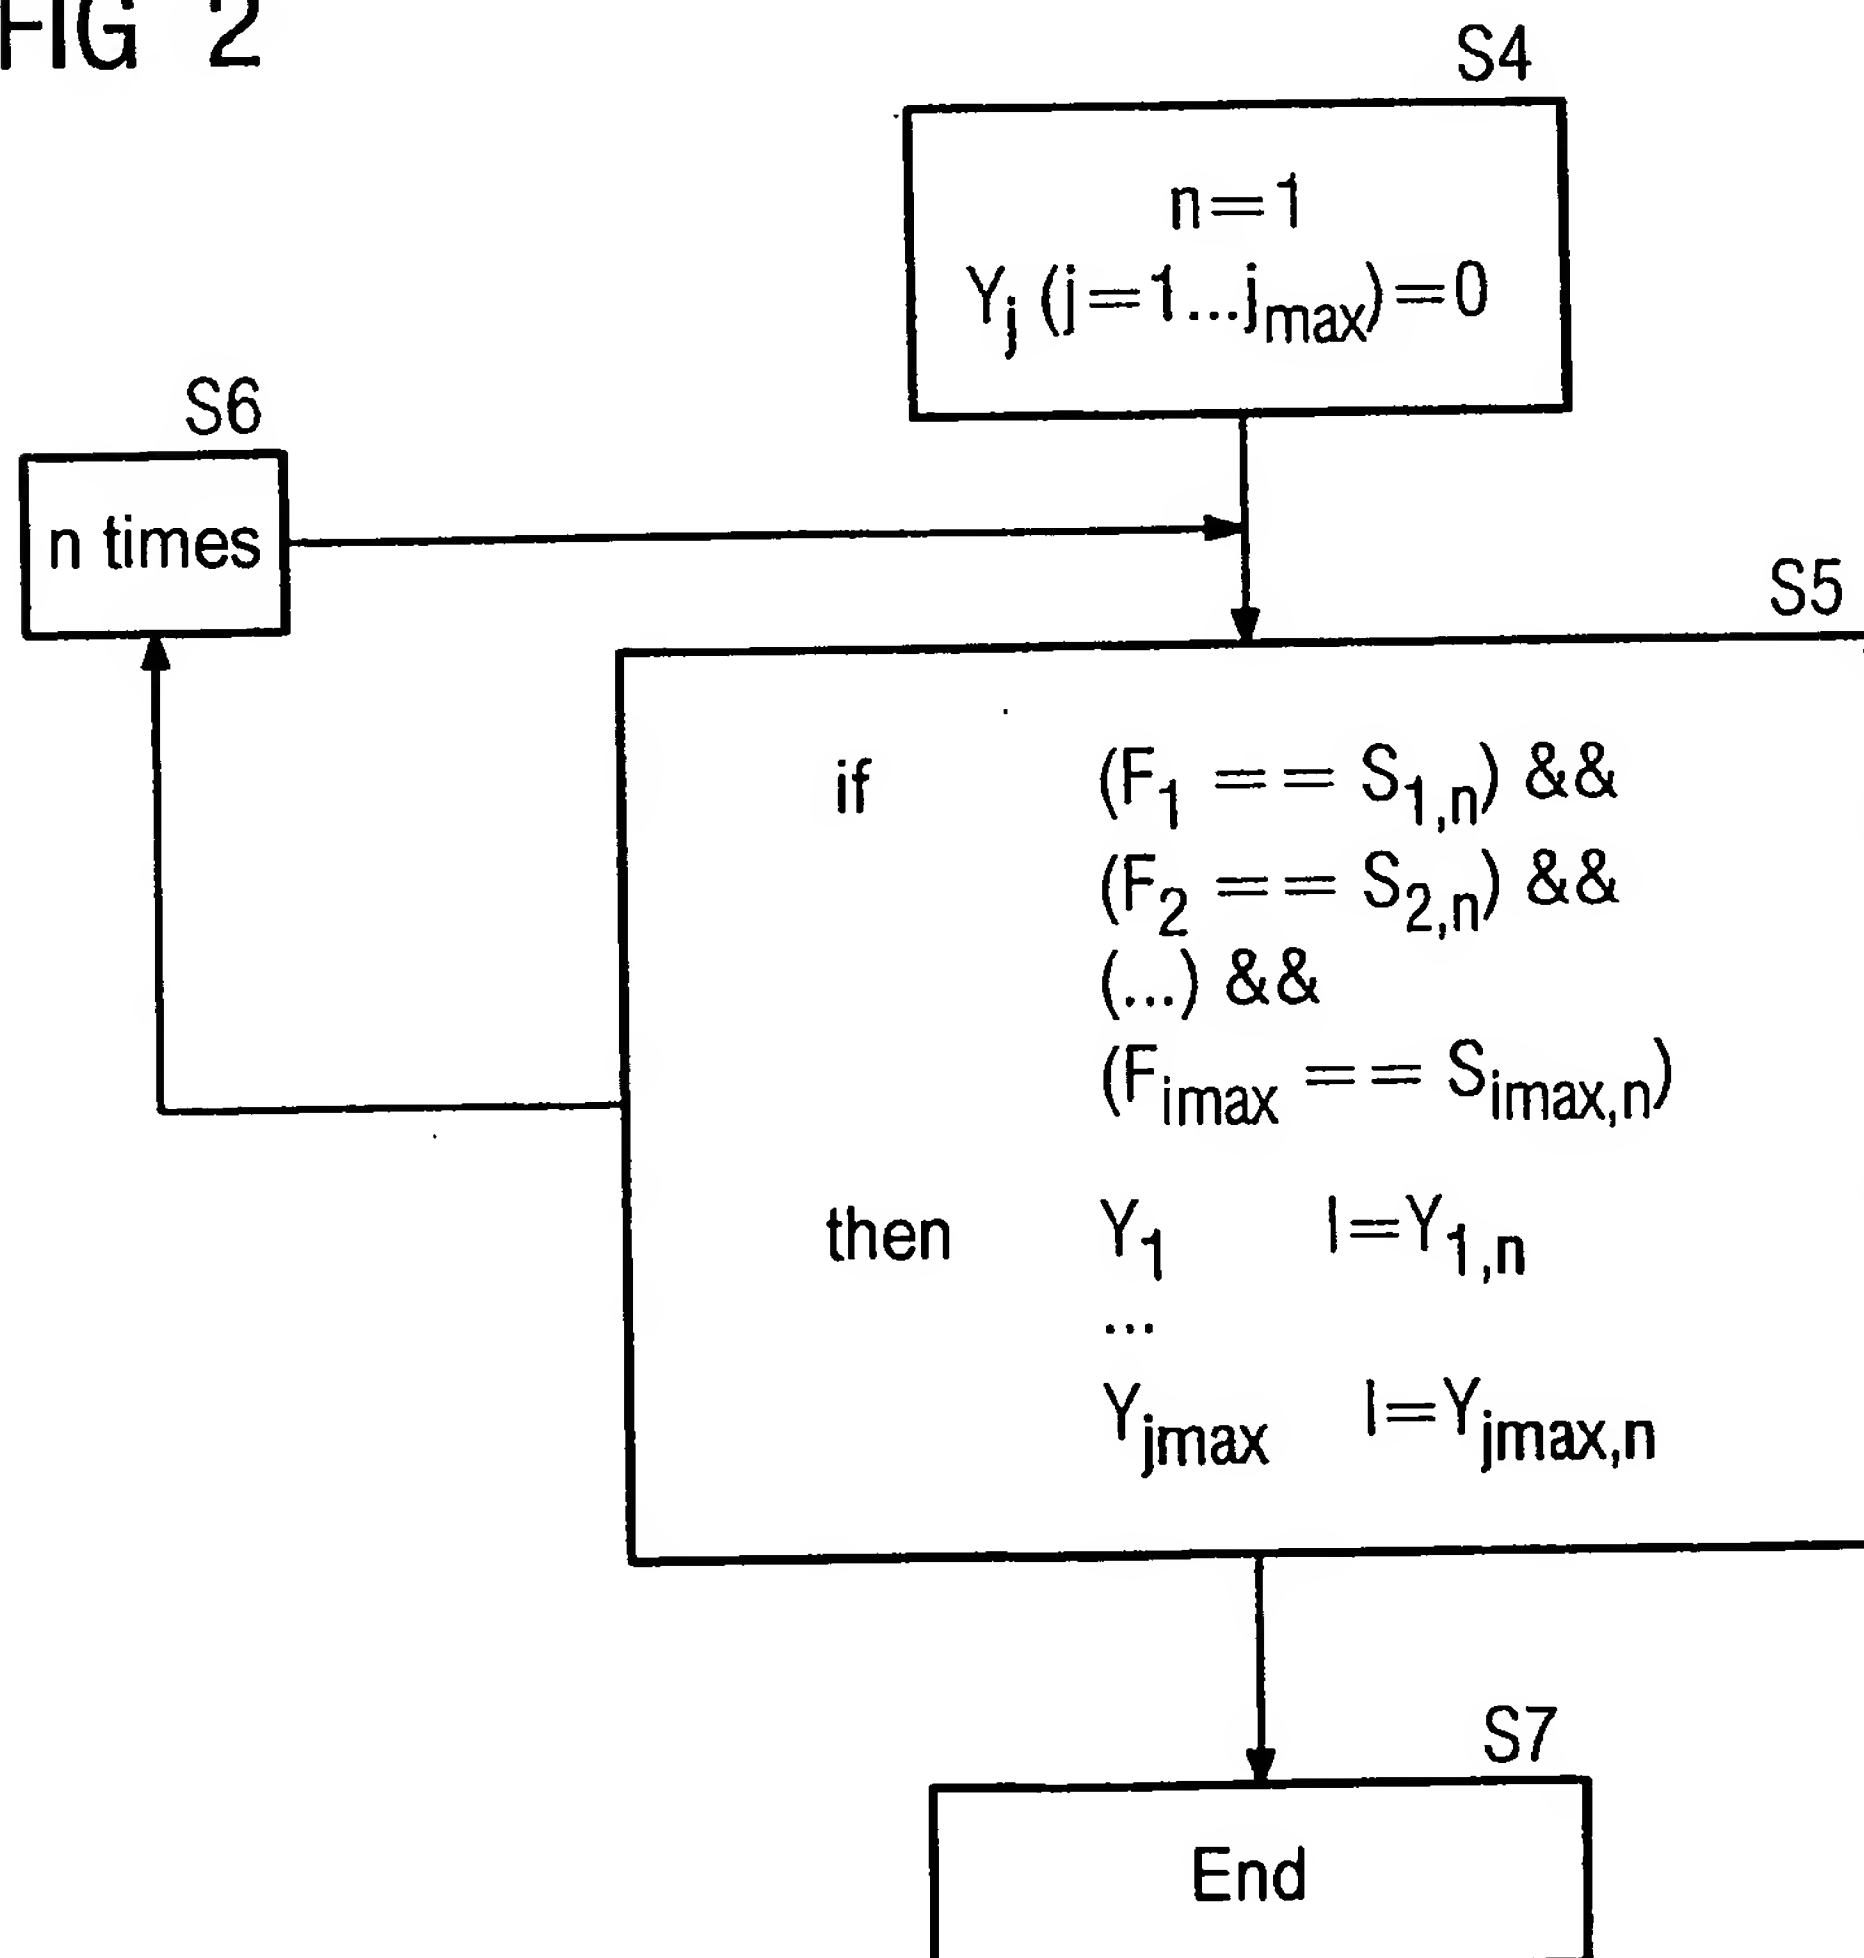 FIG 2
S4
n=1
Yj (j=1...jmax)=0
S6
n times
S5
if (F1 == S1,n) &&
(F2 == S2,n) &&
(...) &&
(Fimax == Simax,n)
then Y1 I=Y1,n
...
Yjmax I=Yjmax,n
S7
End